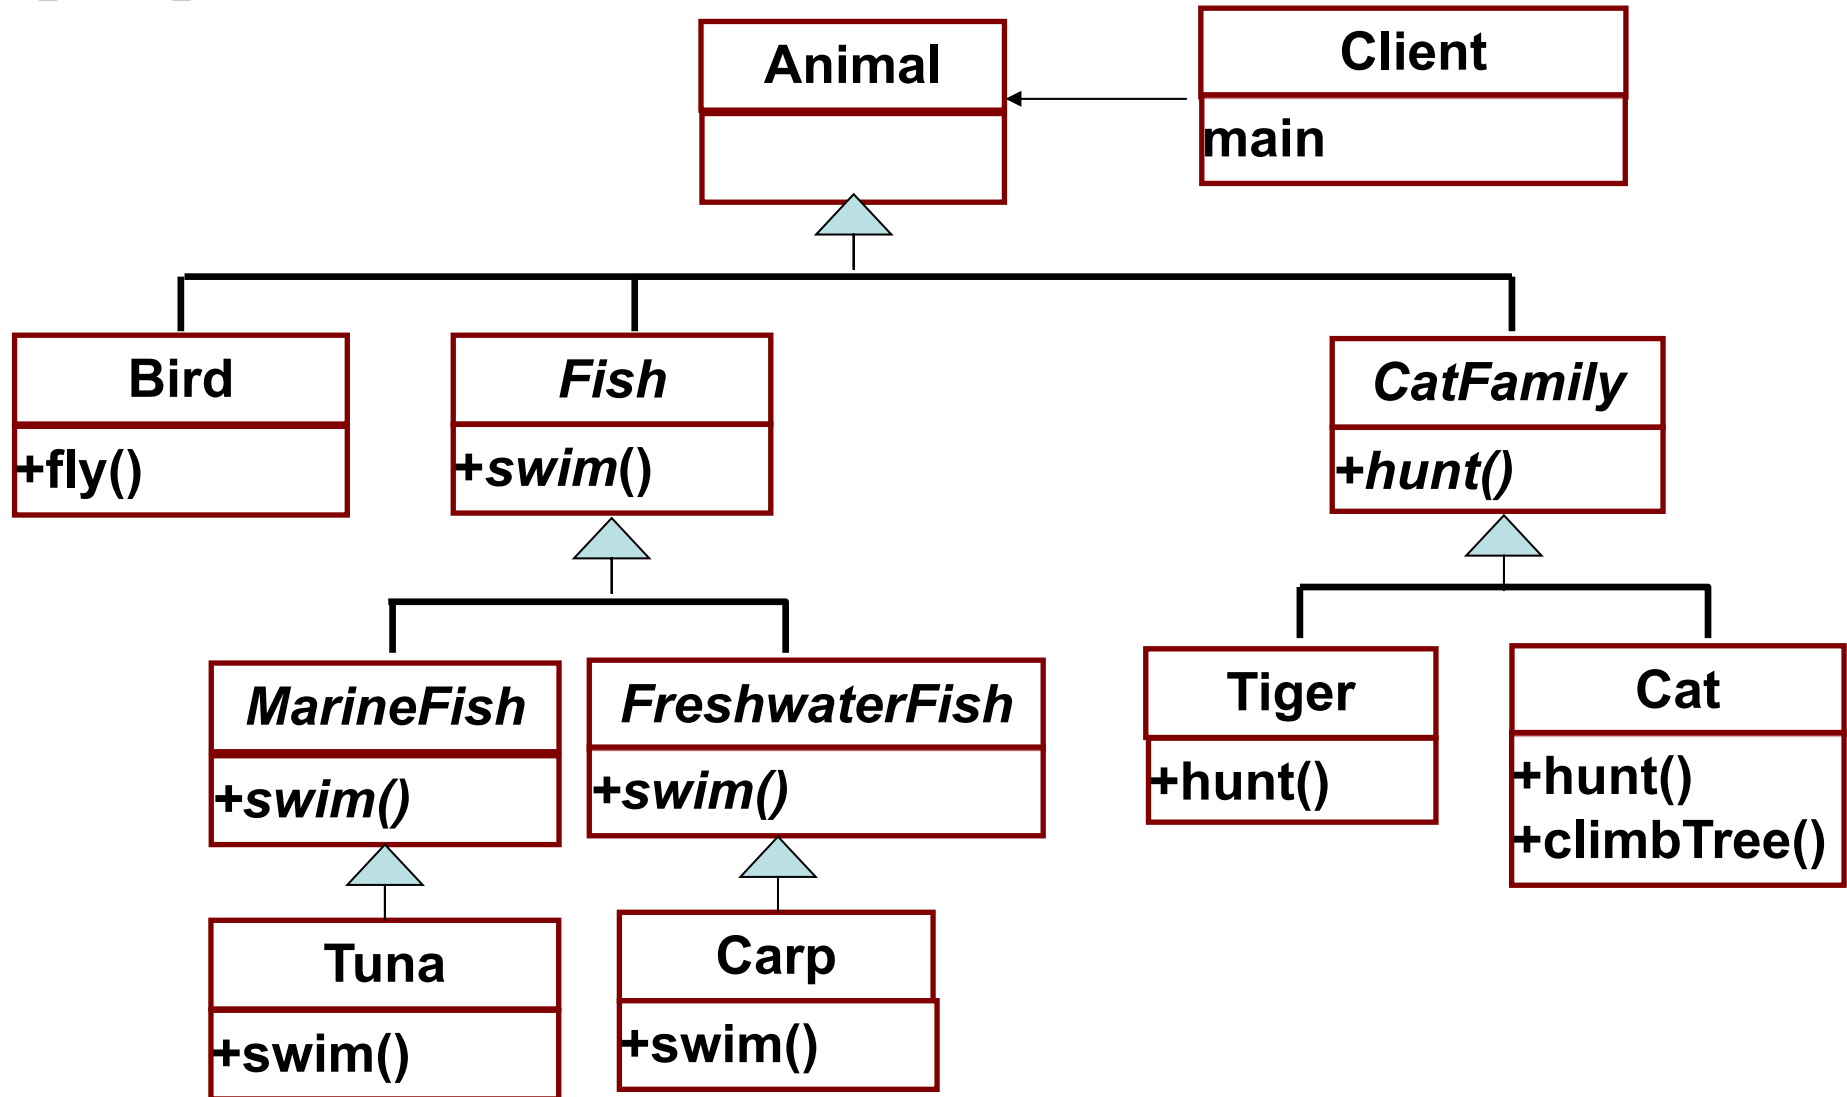 Animal
Client
main
Bird
+fly()
Fish
+swim()
CatFamily
+hunt()
MarineFish
+swim()
FreshwaterFish
+swim()
Tiger
+hunt()
Cat
+hunt()
+climbTree()
Tuna
+swim()
Carp
+swim()